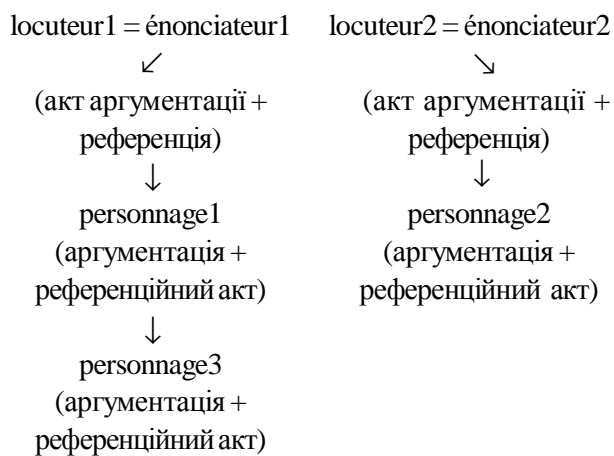 locuteur1 = énonciateur1
↙
(акт аргументації +
референція)
↓
personnage1
(аргументація +
референційний акт)
↓
personnage3
(аргументація +
референційний акт)
locuteur2 = énonciateur2
↘
(акт аргументації +
референція)
↓
personnage2
(аргументація +
референційний акт)